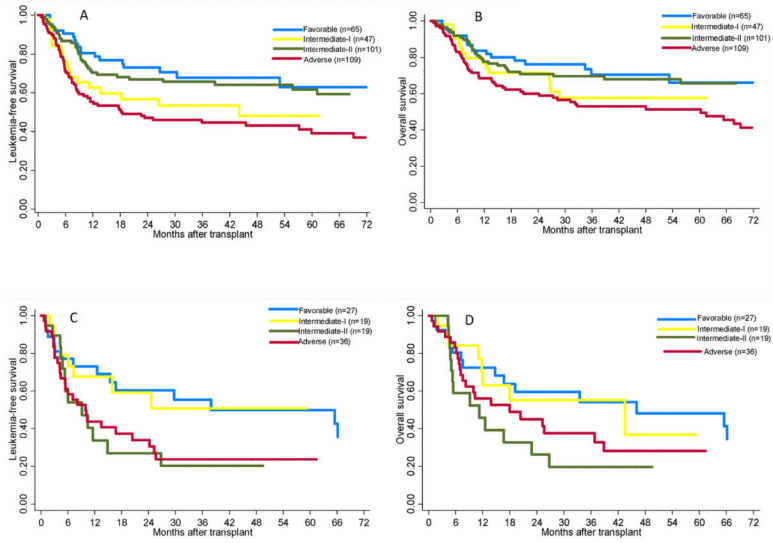 A
Favorable (n=65)
Intermediate-I (n=47)
Intermediate-II (n=101)
Adverse (n=109)
Leukemia-free survival
0.00 0.20 0.40 0.60 0.80 1.00
0 6 12 18 24 30 36 42 48 54 60 66 72
Months after transplant
B
Favorable (n=65)
Intermediate-I (n=47)
Intermediate-II (n=101)
Adverse (n=109)
Overall survival
0.00 0.20 0.40 0.60 0.80 1.00
0 6 12 18 24 30 36 42 48 54 60 66 72
Months after transplant
C
Favorable (n=27)
Intermediate-I (n=19)
Intermediate-II (n=19)
Adverse (n=36)
Leukemia-free survival
0.00 0.20 0.40 0.60 0.80 1.00
0 6 12 18 24 30 36 42 48 54 60 66 72
Months after transplant
D
Favorable (n=27)
Intermediate-I (n=19)
Intermediate-II (n=19)
Adverse (n=36)
Overall survival
0.00 0.20 0.40 0.60 0.80 1.00
0 6 12 18 24 30 36 42 48 54 60 66 72
Months after transplant